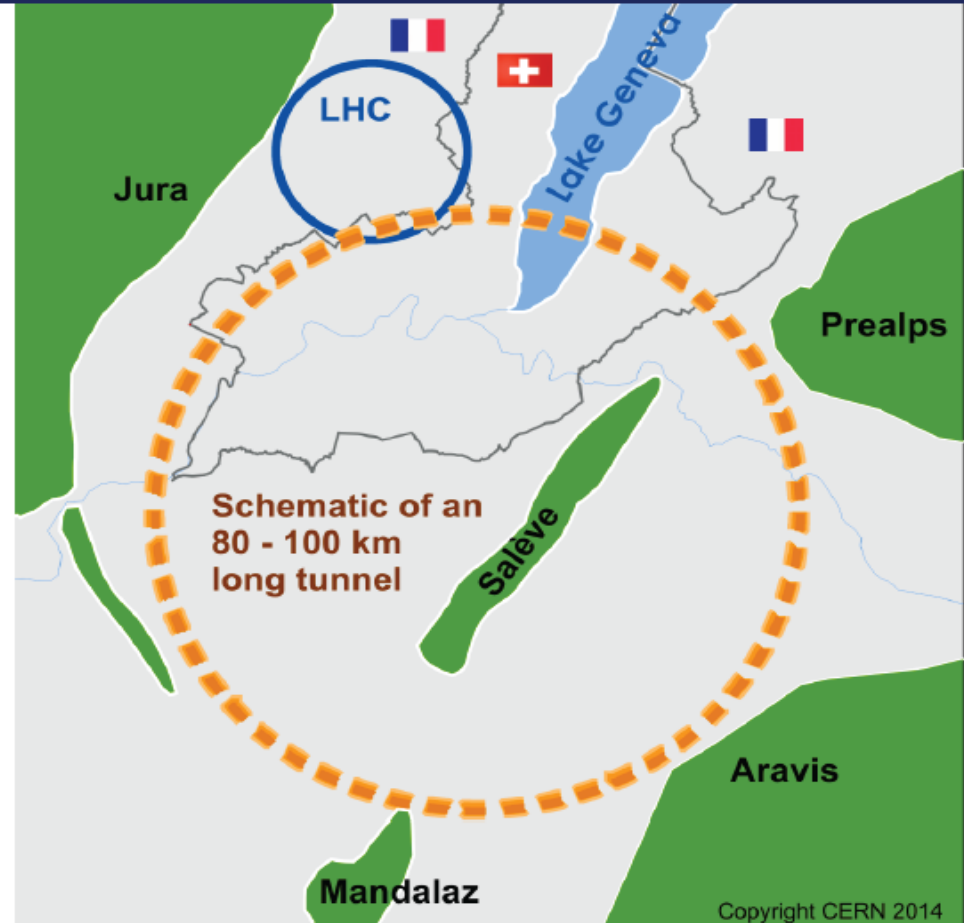 LHC
Lake Geneva
Jura
Prealps
Schematic of an
80 - 100 km
long tunnel
Salève
Aravis
Mandalaz
Copyright CERN 2014